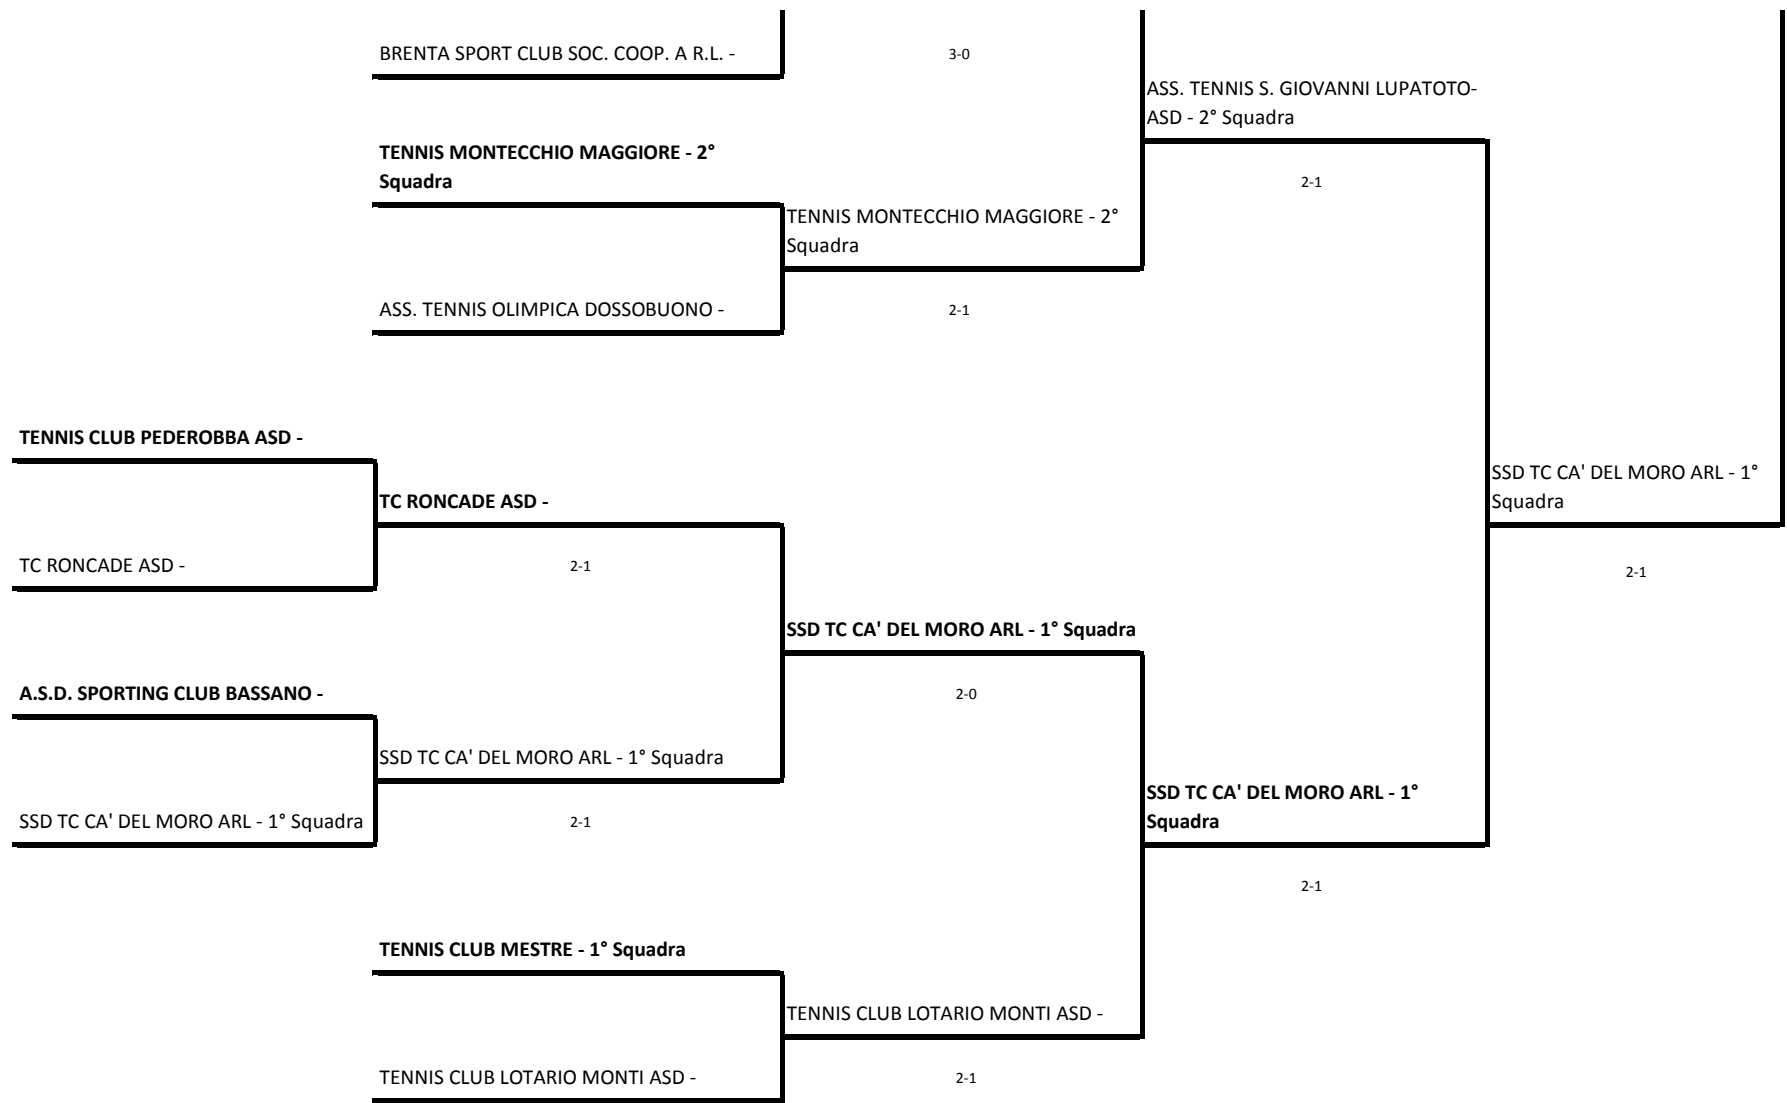 BRENTA SPORT CLUB SOC. COOP. A R.L. -
3-0
ASS. TENNIS S. GIOVANNI LUPATOTO-
ASD - 2° Squadra
TENNIS MONTECCHIO MAGGIORE - 2°
Squadra
2-1
TENNIS MONTECCHIO MAGGIORE - 2°
Squadra
ASS. TENNIS OLIMPICA DOSSOBUONO -
2-1
TENNIS CLUB PEDEROBBA ASD -
SSD TC CA' DEL MORO ARL - 1°
Squadra
TC RONCADE ASD -
TC RONCADE ASD -
2-1
2-1
SSD TC CA' DEL MORO ARL - 1° Squadra
A.S.D. SPORTING CLUB BASSANO -
2-0
SSD TC CA' DEL MORO ARL - 1° Squadra
SSD TC CA' DEL MORO ARL - 1°
Squadra
SSD TC CA' DEL MORO ARL - 1° Squadra
2-1
2-1
TENNIS CLUB MESTRE - 1° Squadra
TENNIS CLUB LOTARIO MONTI ASD -
TENNIS CLUB LOTARIO MONTI ASD -
2-1